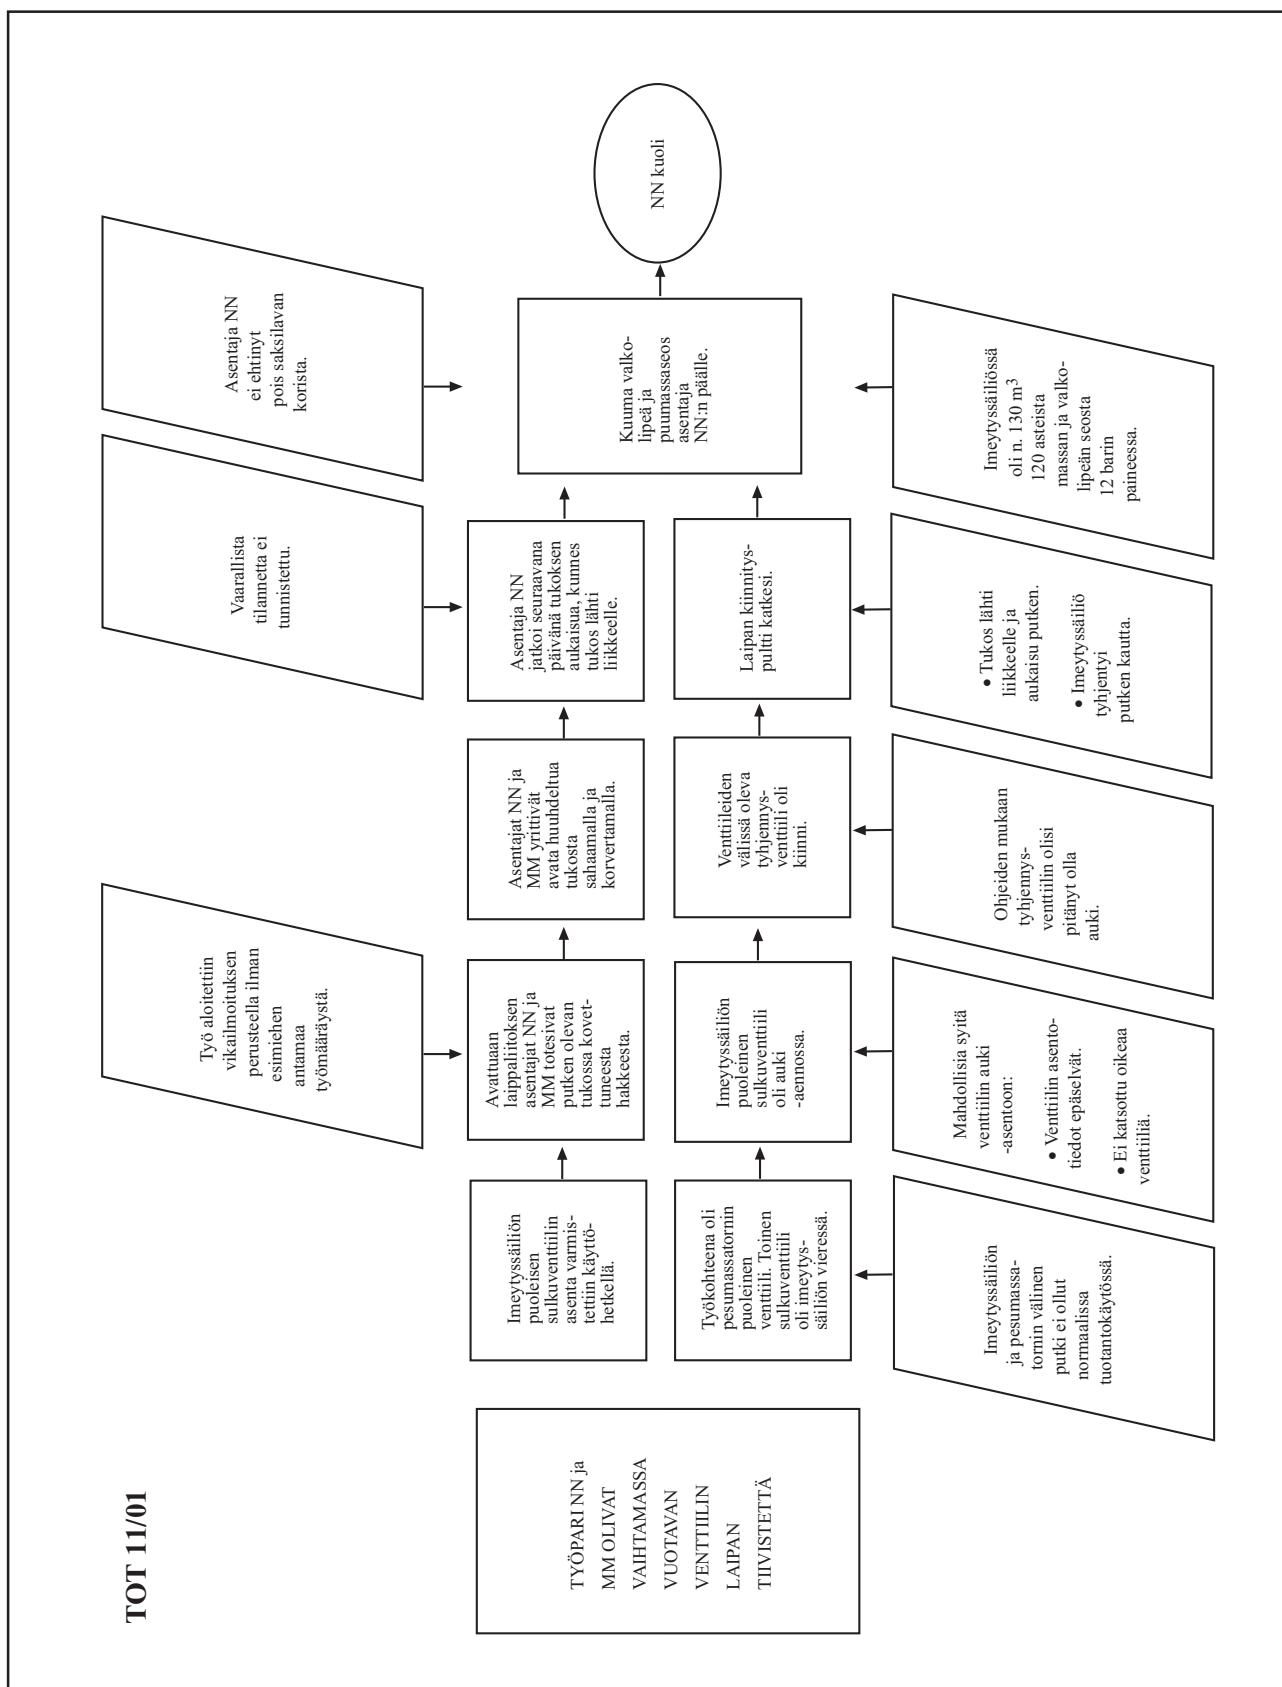 TOT 11/01
TYÖPARI NN ja
MM OLIVAT
VAIHTAMASSA
VUOTAVAN
VENTTIILIN
LAIPAN
TIIVISTETTÄ
Työ aloitettiin
vikailmoituksen
perusteella ilman
esimiehen
antamaa
työmääräystä.
Vaarallista
tilannetta ei
tunnistettu.
Asentaja NN
ei ehtinyt
pois saksilavan
korista.
Imeytyssäiliön
puoleisen
sulkuventtiilin
asenta varmis-
tettiin käyttö-
hetkellä.
Avattuaan
laippaliitoksen
asentajat NN ja
MM totesivat
putken olevan
tukossa kovet-
tuneesta
hakkeesta.
Asentajat NN ja
MM yrittivät
avata huuhdeltua
tukosta
sahaamalla ja
korvertamalla.
Asentaja NN
jatkoi seuraavana
päivänä tukoksen
aukaisua, kunnes
tukos lähti
liikkeelle.
Kuuma valko-
lipeä ja
puumassaseos
asentaja
NN:n päälle.
NN kuoli
Työkohteena oli
pesumassatornin
puoleinen
venttiili. Toinen
sulkuventtiili
oli imeytys-
säiliön vieressä.
Imeytyssäiliön
puoleinen
sulkuventtiili
oli auki
-aennossa.
Venttiileiden
välissä oleva
tyhjennys-
venttiili oli
kiinni.
Laipan kiinnitys-
pultti katkesi.
Imeytyssäiliön
ja pesumassa-
tornin välinen
putki ei ollut
normaalissa
tuotantokäytössä.
Mahdollisia syitä
venttiilin auki
-asentoon:
• Venttiilin asento-
tiedot epäselvät.
• Ei katsottu oikeaa
venttiiliä.
Ohjeiden mukaan
tyhjennys-
venttiilin olisi
pitänyt olla
auki.
• Tukos lähti
liikkeelle ja
aukaisu putken.
• Imeytyssäiliö
tyhjentyi
putken kautta.
Imeytyssäiliössä
oli n. 130 m³
120 asteista
massan ja valko-
lipeän seosta
12 barin
paineessa.